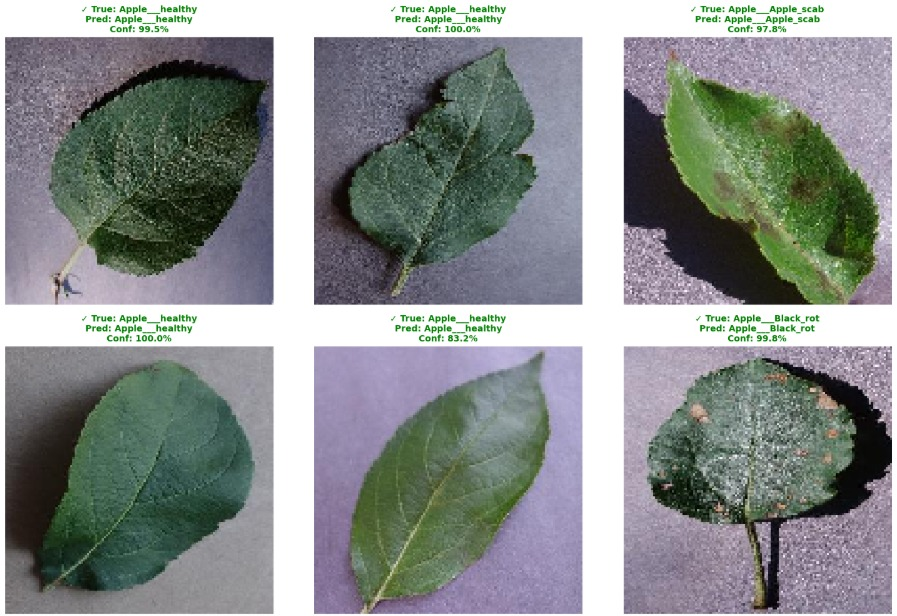 ✓ True: Apple___healthy
Pred: Apple___healthy
Conf: 99.5%
✓ True: Apple___healthy
Pred: Apple___healthy
Conf: 100.0%
✓ True: Apple___Apple_scab
Pred: Apple___Apple_scab
Conf: 97.8%
✓ True: Apple___healthy
Pred: Apple___healthy
Conf: 100.0%
✓ True: Apple___healthy
Pred: Apple___healthy
Conf: 83.2%
✓ True: Apple___Black_rot
Pred: Apple___Black_rot
Conf: 99.8%